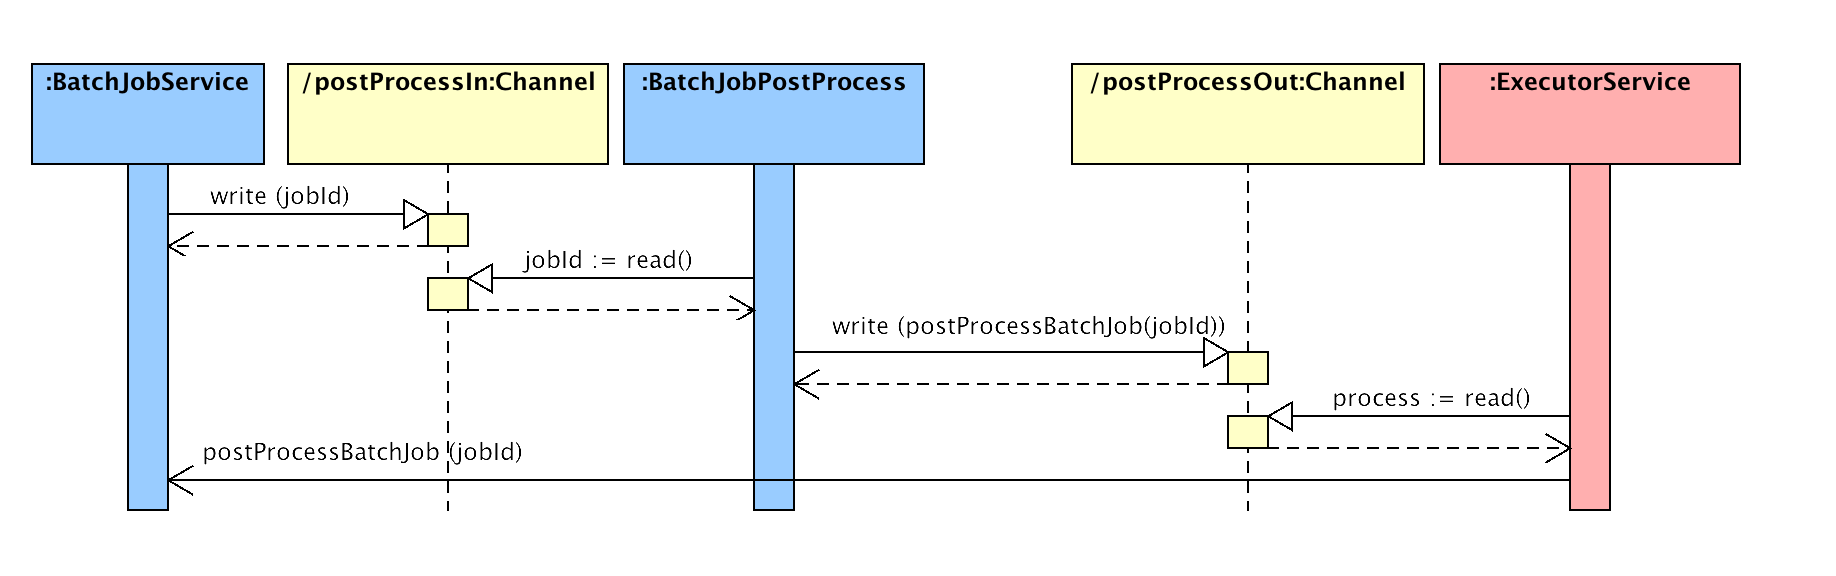 :BatchJobService
/postProcessIn:Channel
:BatchJobPostProcess
/postProcessOut:Channel
:ExecutorService
write (jobId)
jobId := read()
write (postProcessBatchJob(jobId))
process := read()
postProcessBatchJob (jobId)